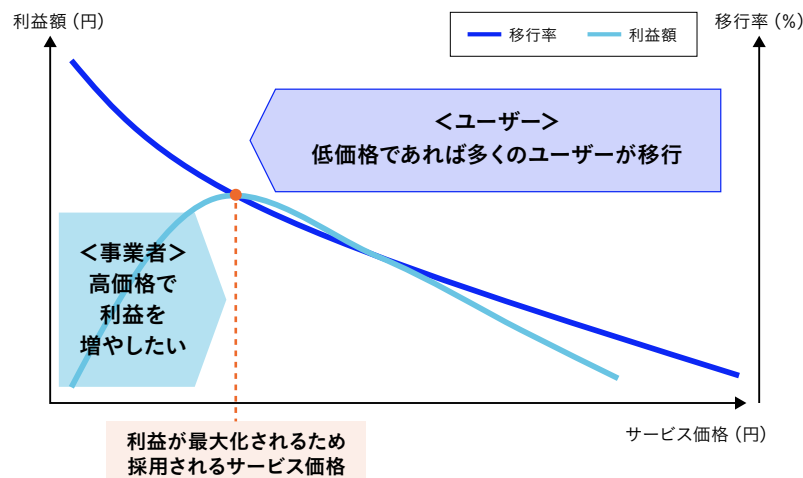 利益額（円）
移行率（%）
移行率
利益額
＜ユーザー＞
低価格であれば多くのユーザーが移行
＜事業者＞
高価格で
利益を
増やしたい
サービス価格（円）
利益が最大化されるため
採用されるサービス価格